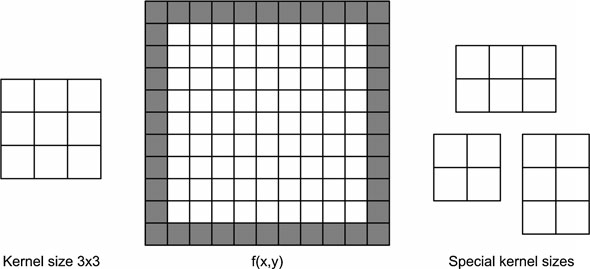 Kernel size 3x3
f(x,y)
Special kernel sizes